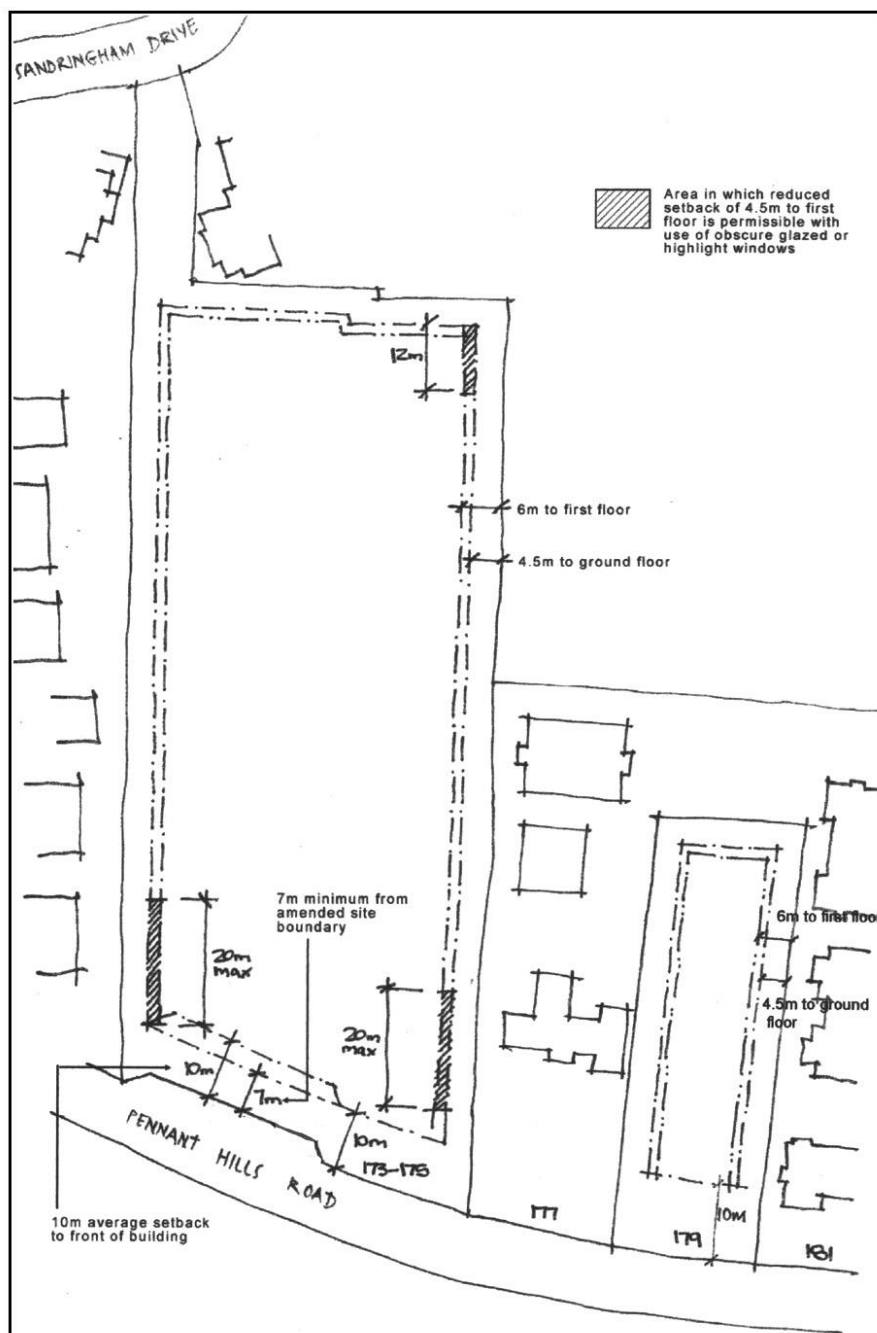 SANDRINGHAM DRIVE
Area in which reduced
setback of 4.5m to first
floor is permissible with
use of obscure glazed or
highlight windows
12m
6m to first floor
4.5m to ground floor
7m minimum from
amended site
boundary
20m
max
20m
max
6m to first floor
4.5m to ground
floor
10m
7m
10m
173-175
PENNANT HILLS ROAD
10m average setback
to front of building
177
179
10m
181